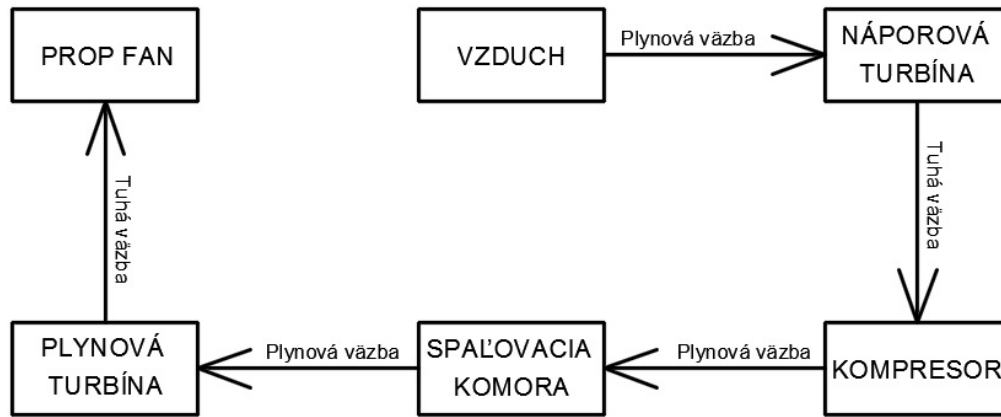 PROP FAN
VZDUCH
Plynová väzba
NÁPOROVÁ
TURBÍNA
Tuhá väzba
Tuhá väzba
PLYNOVÁ
TURBÍNA
Plynová väzba
SPAĽOVACIA
KOMORA
Plynová väzba
KOMPRESOR